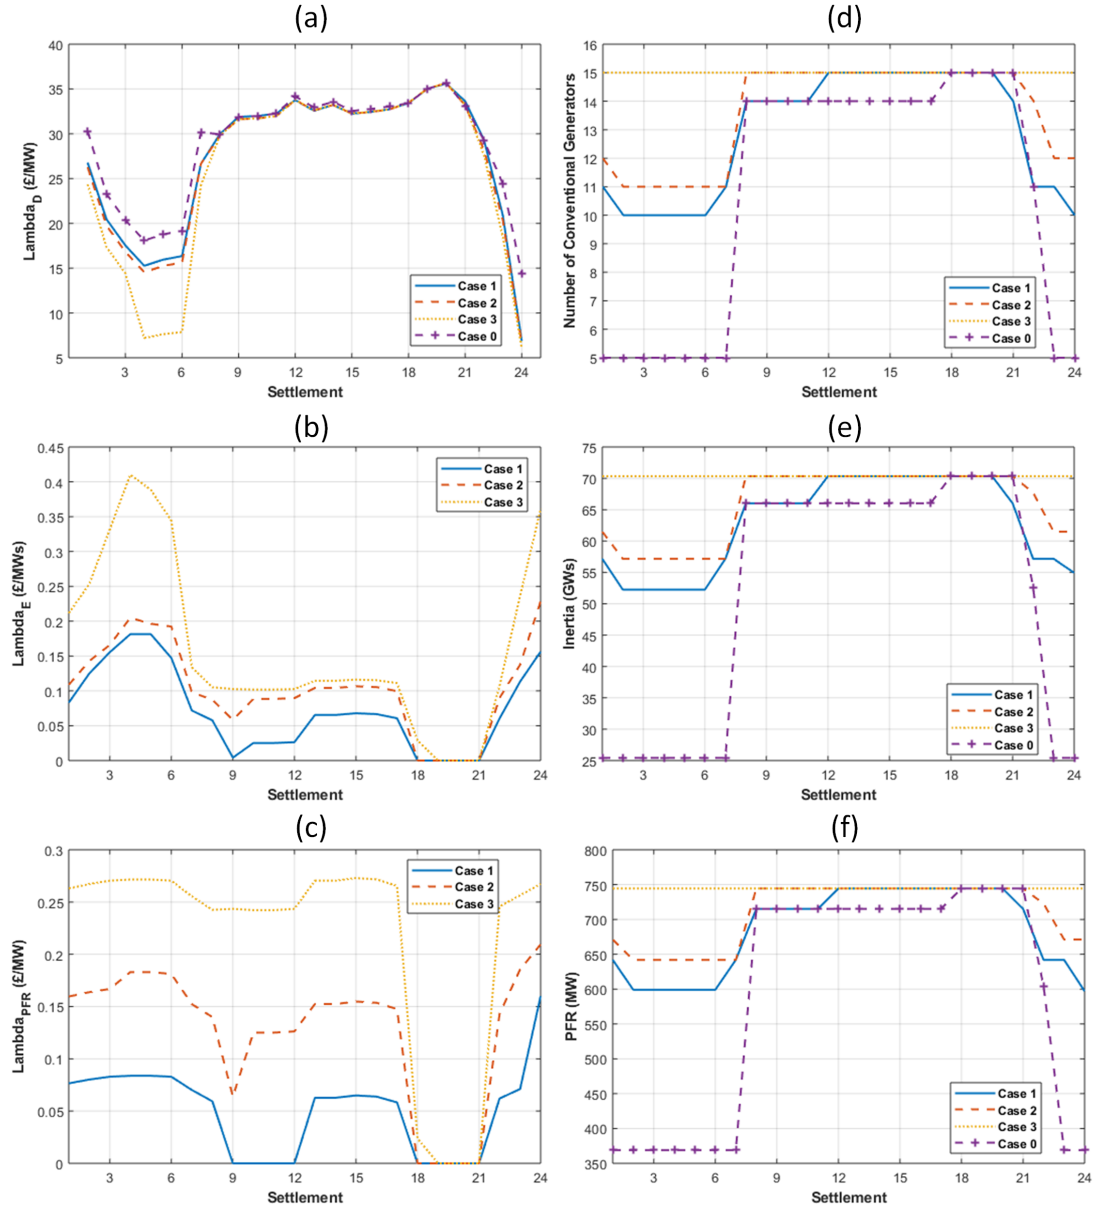 (a)
40
35
30
25
20
15
10
5
3 6 9 12 15 18 21 24
Settlement
Lambda_D (£/MW)
Case 1
Case 2
Case 3
Case 0
(d)
16
15
14
13
12
11
10
9
8
7
6
5
3 6 9 12 15 18 21 24
Settlement
Number of Conventional Generators
Case 1
Case 2
Case 3
Case 0
(b)
0.45
0.4
0.35
0.3
0.25
0.2
0.15
0.1
0.05
0
3 6 9 12 15 18 21 24
Settlement
Lambda_E (£/MWs)
Case 1
Case 2
Case 3
(e)
75
70
65
60
55
50
45
40
35
30
25
3 6 9 12 15 18 21 24
Settlement
Inertia (GWs)
Case 1
Case 2
Case 3
Case 0
(c)
0.3
0.25
0.2
0.15
0.1
0.05
0
3 6 9 12 15 18 21 24
Settlement
Lambda_PFR (£/MW)
Case 1
Case 2
Case 3
(f)
800
750
700
650
600
550
500
450
400
350
3 6 9 12 15 18 21 24
Settlement
PFR (MW)
Case 1
Case 2
Case 3
Case 0